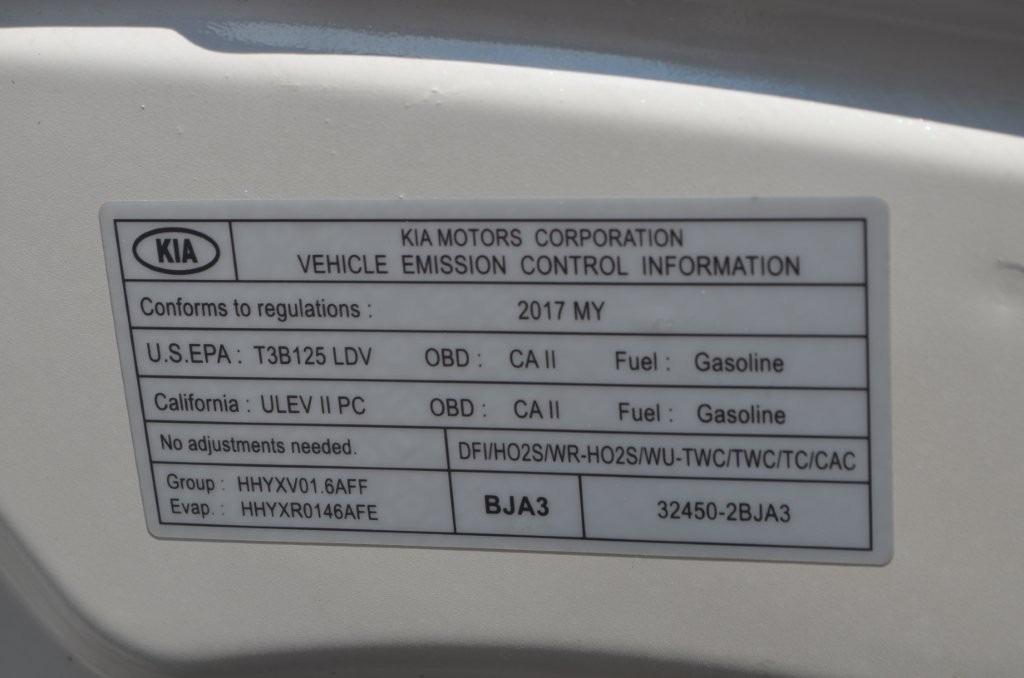 KIA
KIA MOTORS CORPORATION
VEHICLE EMISSION CONTROL INFORMATION
Conforms to regulations : 2017 MY
U.S.EPA : T3B125 LDV OBD : CA II Fuel : Gasoline
California : ULEV II PC OBD : CA II Fuel : Gasoline
No adjustments needed. DFI/HO2S/WR-HO2S/WU-TWC/TWC/TC/CAC
Group : HHYXV01.6AFF
Evap. : HHYXR0146AFE
BJA3
32450-2BJA3